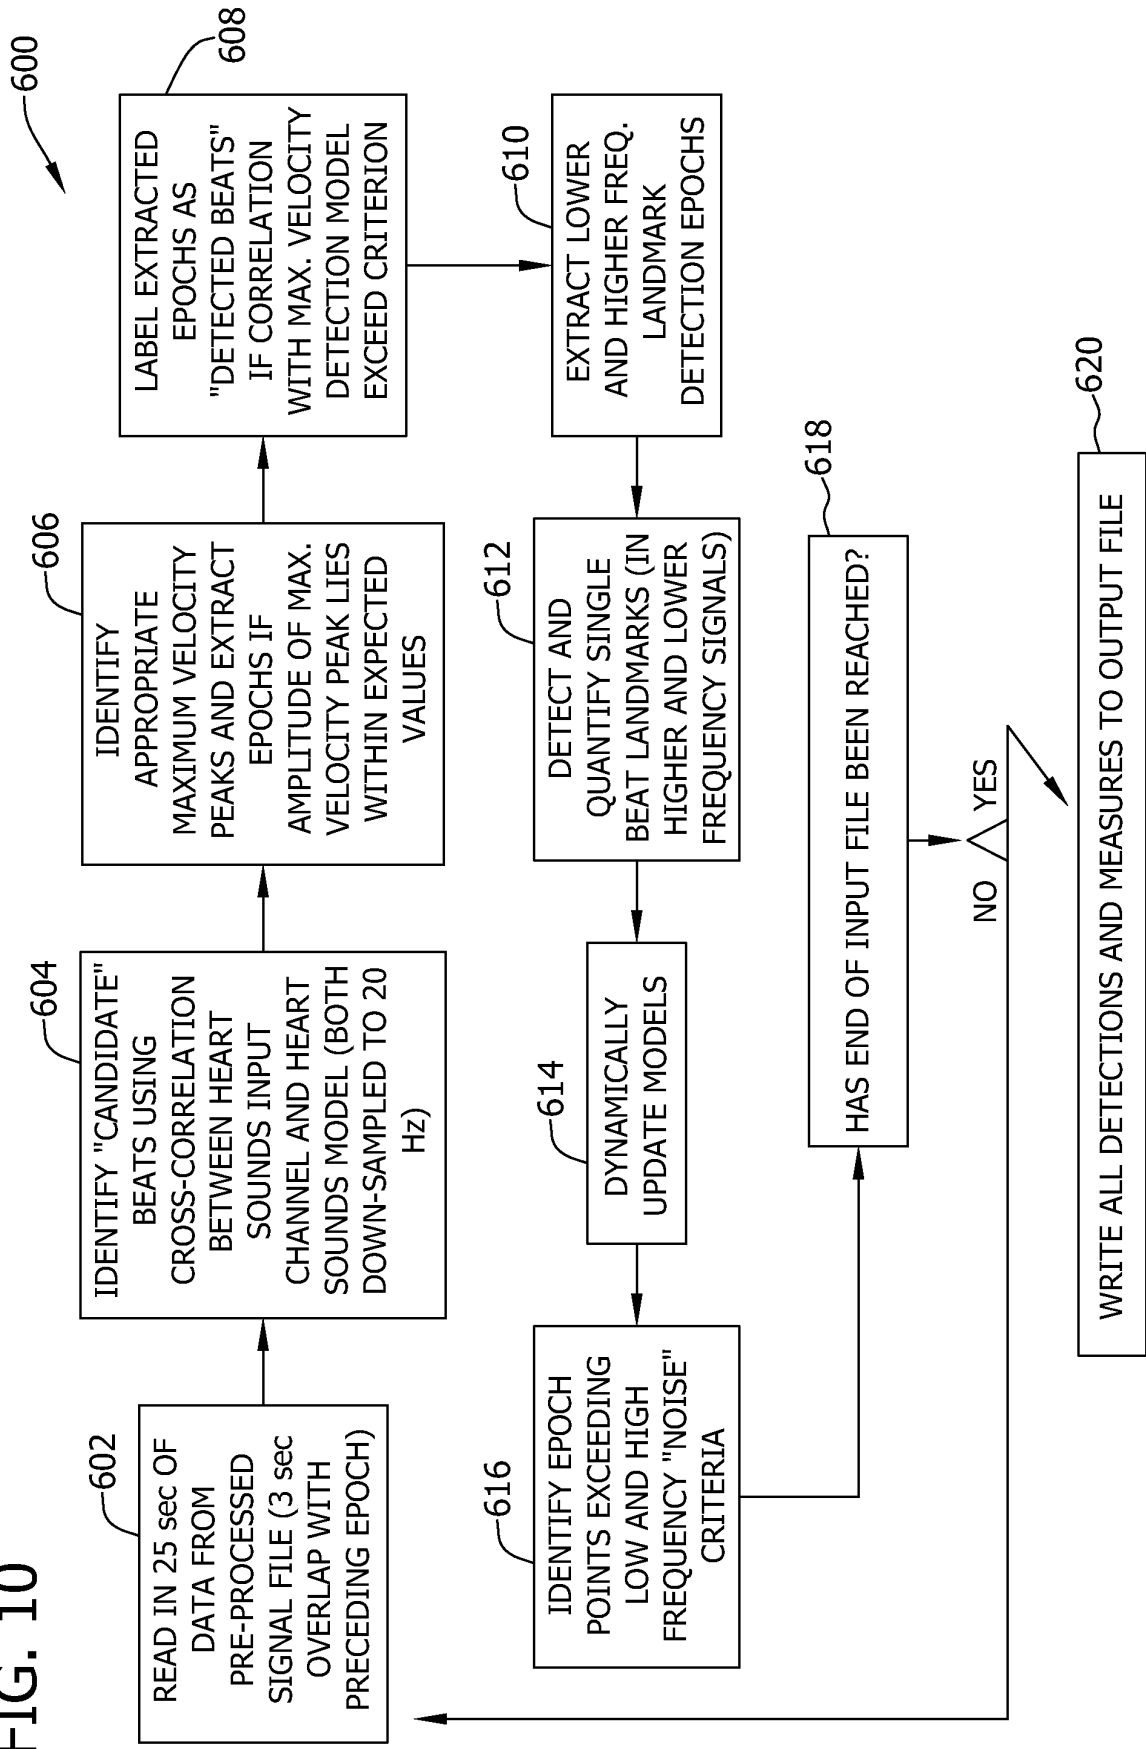 FIG. 10
600
602
READ IN 25 sec OF
DATA FROM
PRE-PROCESSED
SIGNAL FILE (3 sec
OVERLAP WITH
PRECEDING EPOCH)
604
IDENTIFY "CANDIDATE"
BEATS USING
CROSS-CORRELATION
BETWEEN HEART
SOUNDS INPUT
CHANNEL AND HEART
SOUNDS MODEL (BOTH
DOWN-SAMPLED TO 20
Hz)
606
IDENTIFY
APPROPRIATE
MAXIMUM VELOCITY
PEAKS AND EXTRACT
EPOCHS IF
AMPLITUDE OF MAX.
VELOCITY PEAK LIES
WITHIN EXPECTED
VALUES
608
LABEL EXTRACTED
EPOCHS AS
"DETECTED BEATS"
IF CORRELATION
WITH MAX. VELOCITY
DETECTION MODEL
EXCEED CRITERION
610
EXTRACT LOWER
AND HIGHER FREQ.
LANDMARK
DETECTION EPOCHS
612
DETECT AND
QUANTIFY SINGLE
BEAT LANDMARKS (IN
HIGHER AND LOWER
FREQUENCY SIGNALS)
614
DYNAMICALLY
UPDATE MODELS
616
IDENTIFY EPOCH
POINTS EXCEEDING
LOW AND HIGH
FREQUENCY "NOISE"
CRITERIA
618
HAS END OF INPUT FILE BEEN REACHED?
NO
YES
620
WRITE ALL DETECTIONS AND MEASURES TO OUTPUT FILE